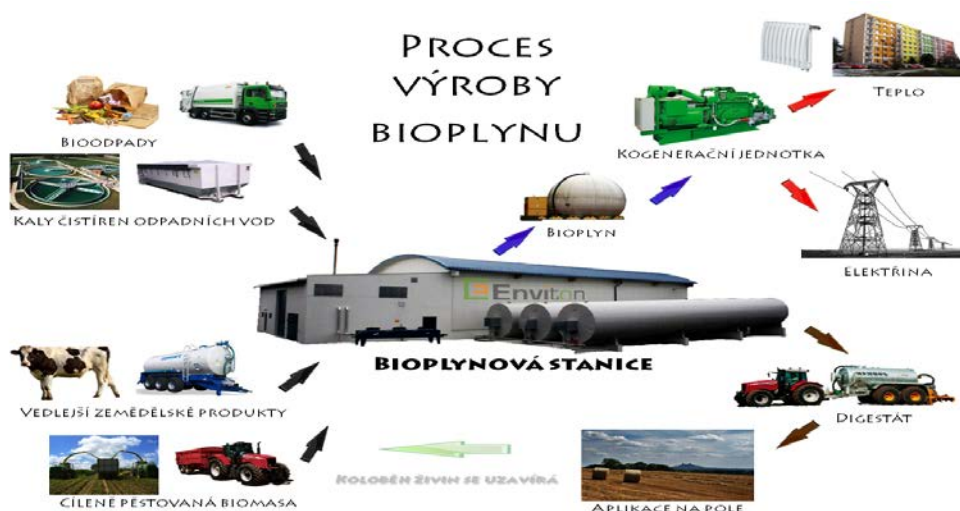 PROCES
VÝROBY
BIOPLYNU
TEPLO
BIOODPADY
KOGENERAČNÍ JEDNOTKA
KALY ČISTÍREN ODPADNÍCH VOD
BIOPLYN
ELEKTŘINA
Enviton
BIOPLYNOVÁ STANICE
VEDLEJŠÍ ZEMĚDĚLSKÉ PRODUKTY
DIGESTÁT
KOLOBĚH ŽIVIN SE UZAVÍRÁ
CÍLENĚ PĚSTOVANÁ BIOMASA
APLIKACE NA POLE